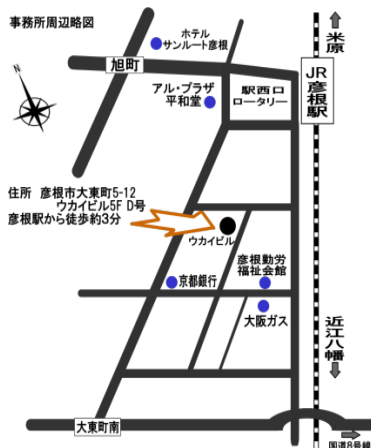 事務所周辺略図
ホテル
サンルート彦根
旭町
アル・プラザ
平和堂
駅西口
ロータリー
米原
JR
彦根駅
住所 彦根市大東町5-12
ウカイビル5F D号
彦根駅から徒歩約3分
ウカイビル
彦根勤労
福祉会館
京都銀行
大阪ガス
近江八幡
大東町南
国道8号線